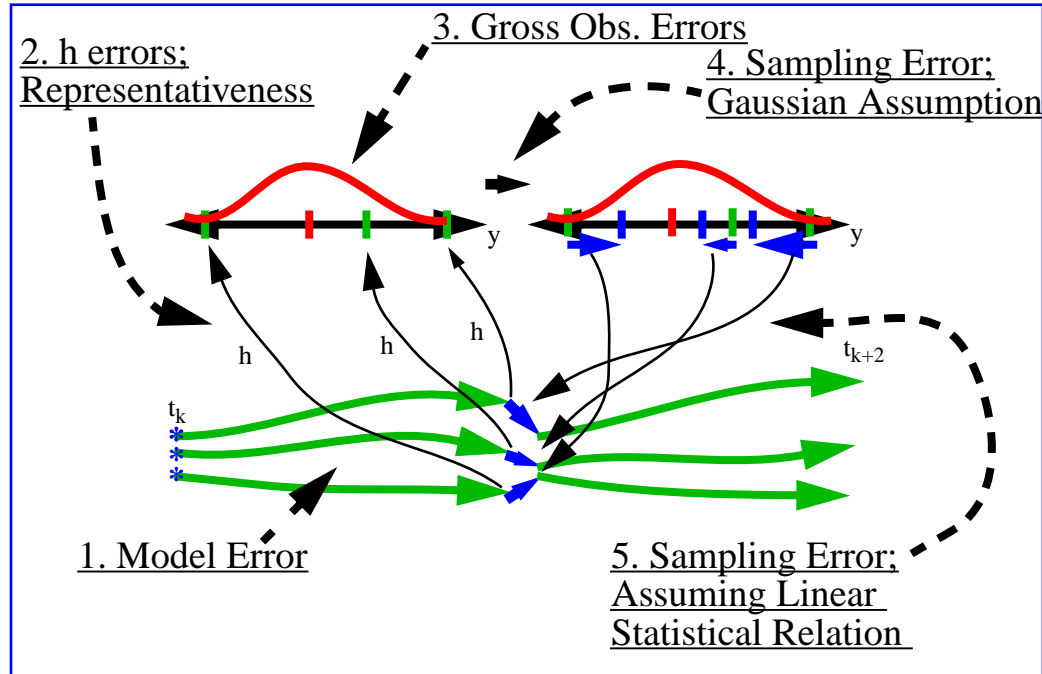 3. Gross Obs. Errors
2. h errors;
Representativeness
4. Sampling Error;
Gaussian Assumption
y
y
h
h
h
t_k
t_{k+2}
*
*
*
1. Model Error
5. Sampling Error;
Assuming Linear
Statistical Relation